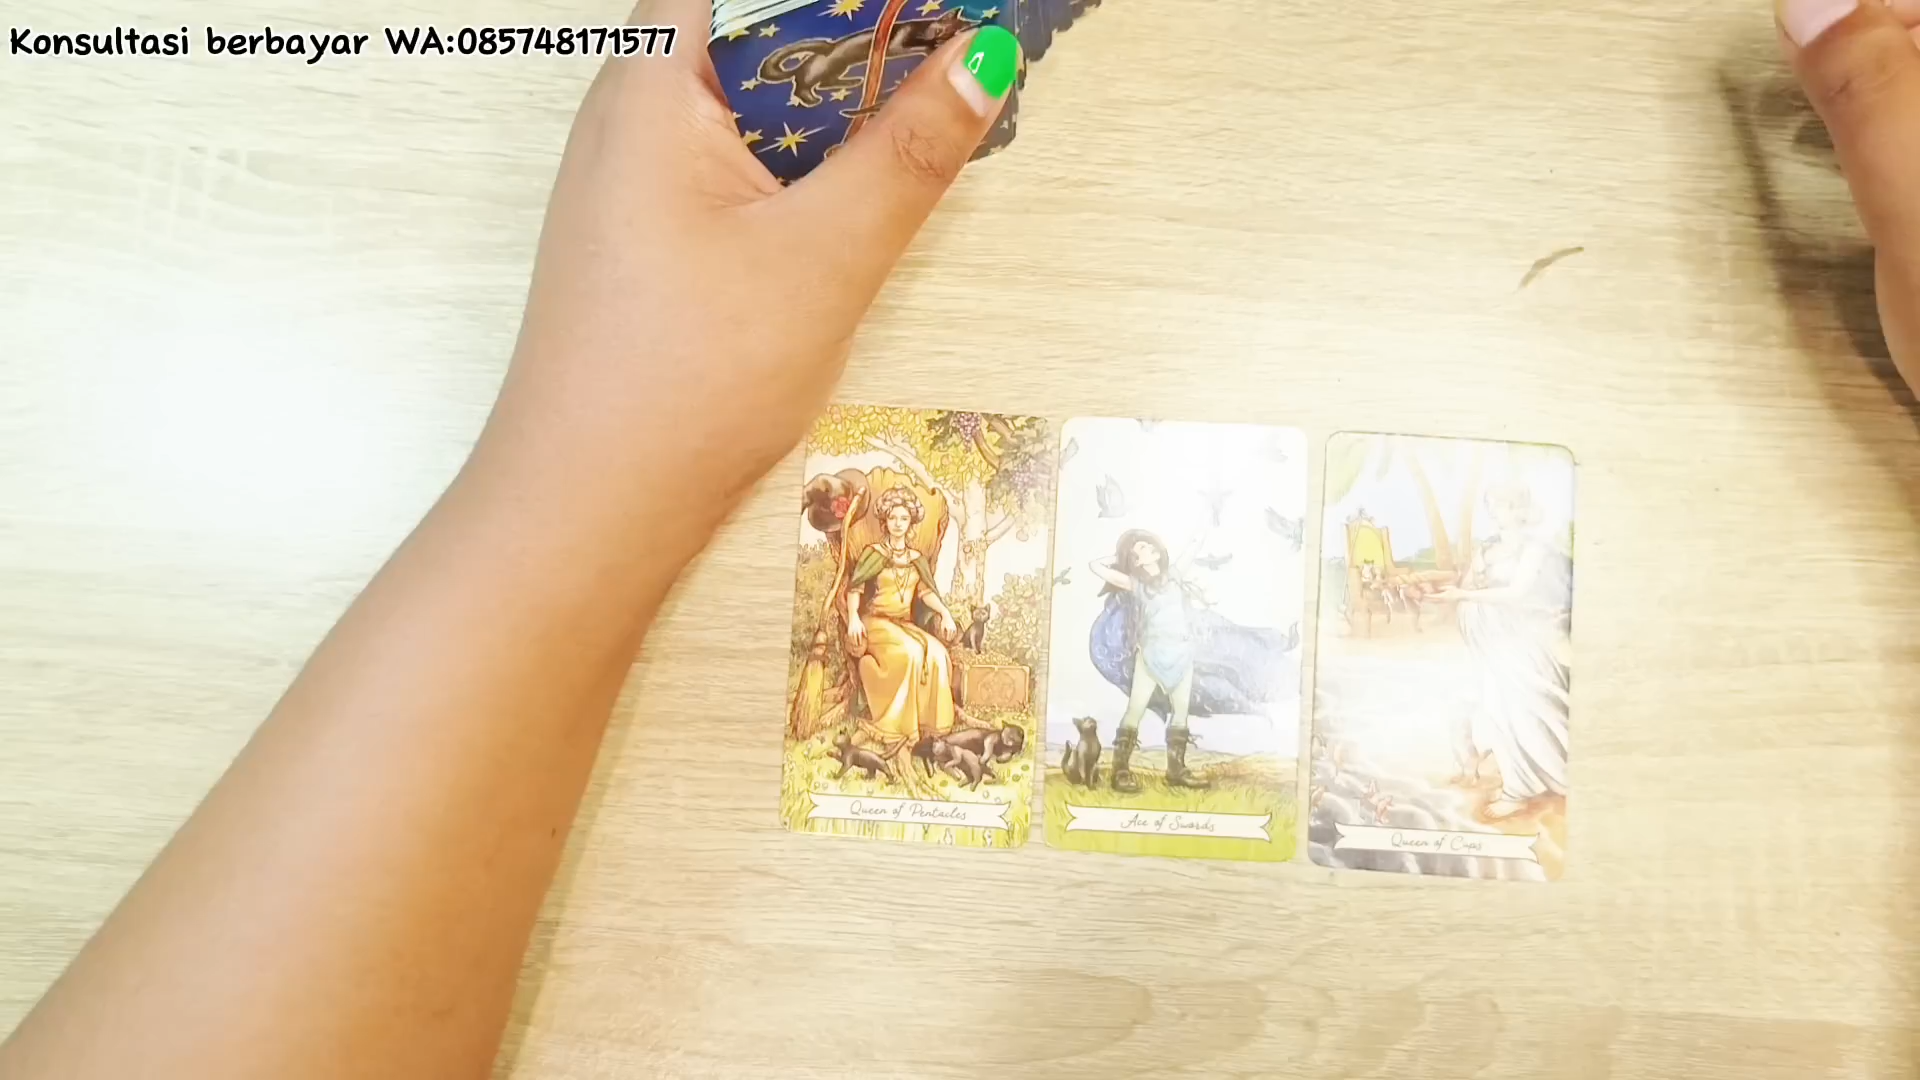 Konsultasi berbayar WA:085748171577
Queen of Pentacles
Ace of Swords
Queen of Cups